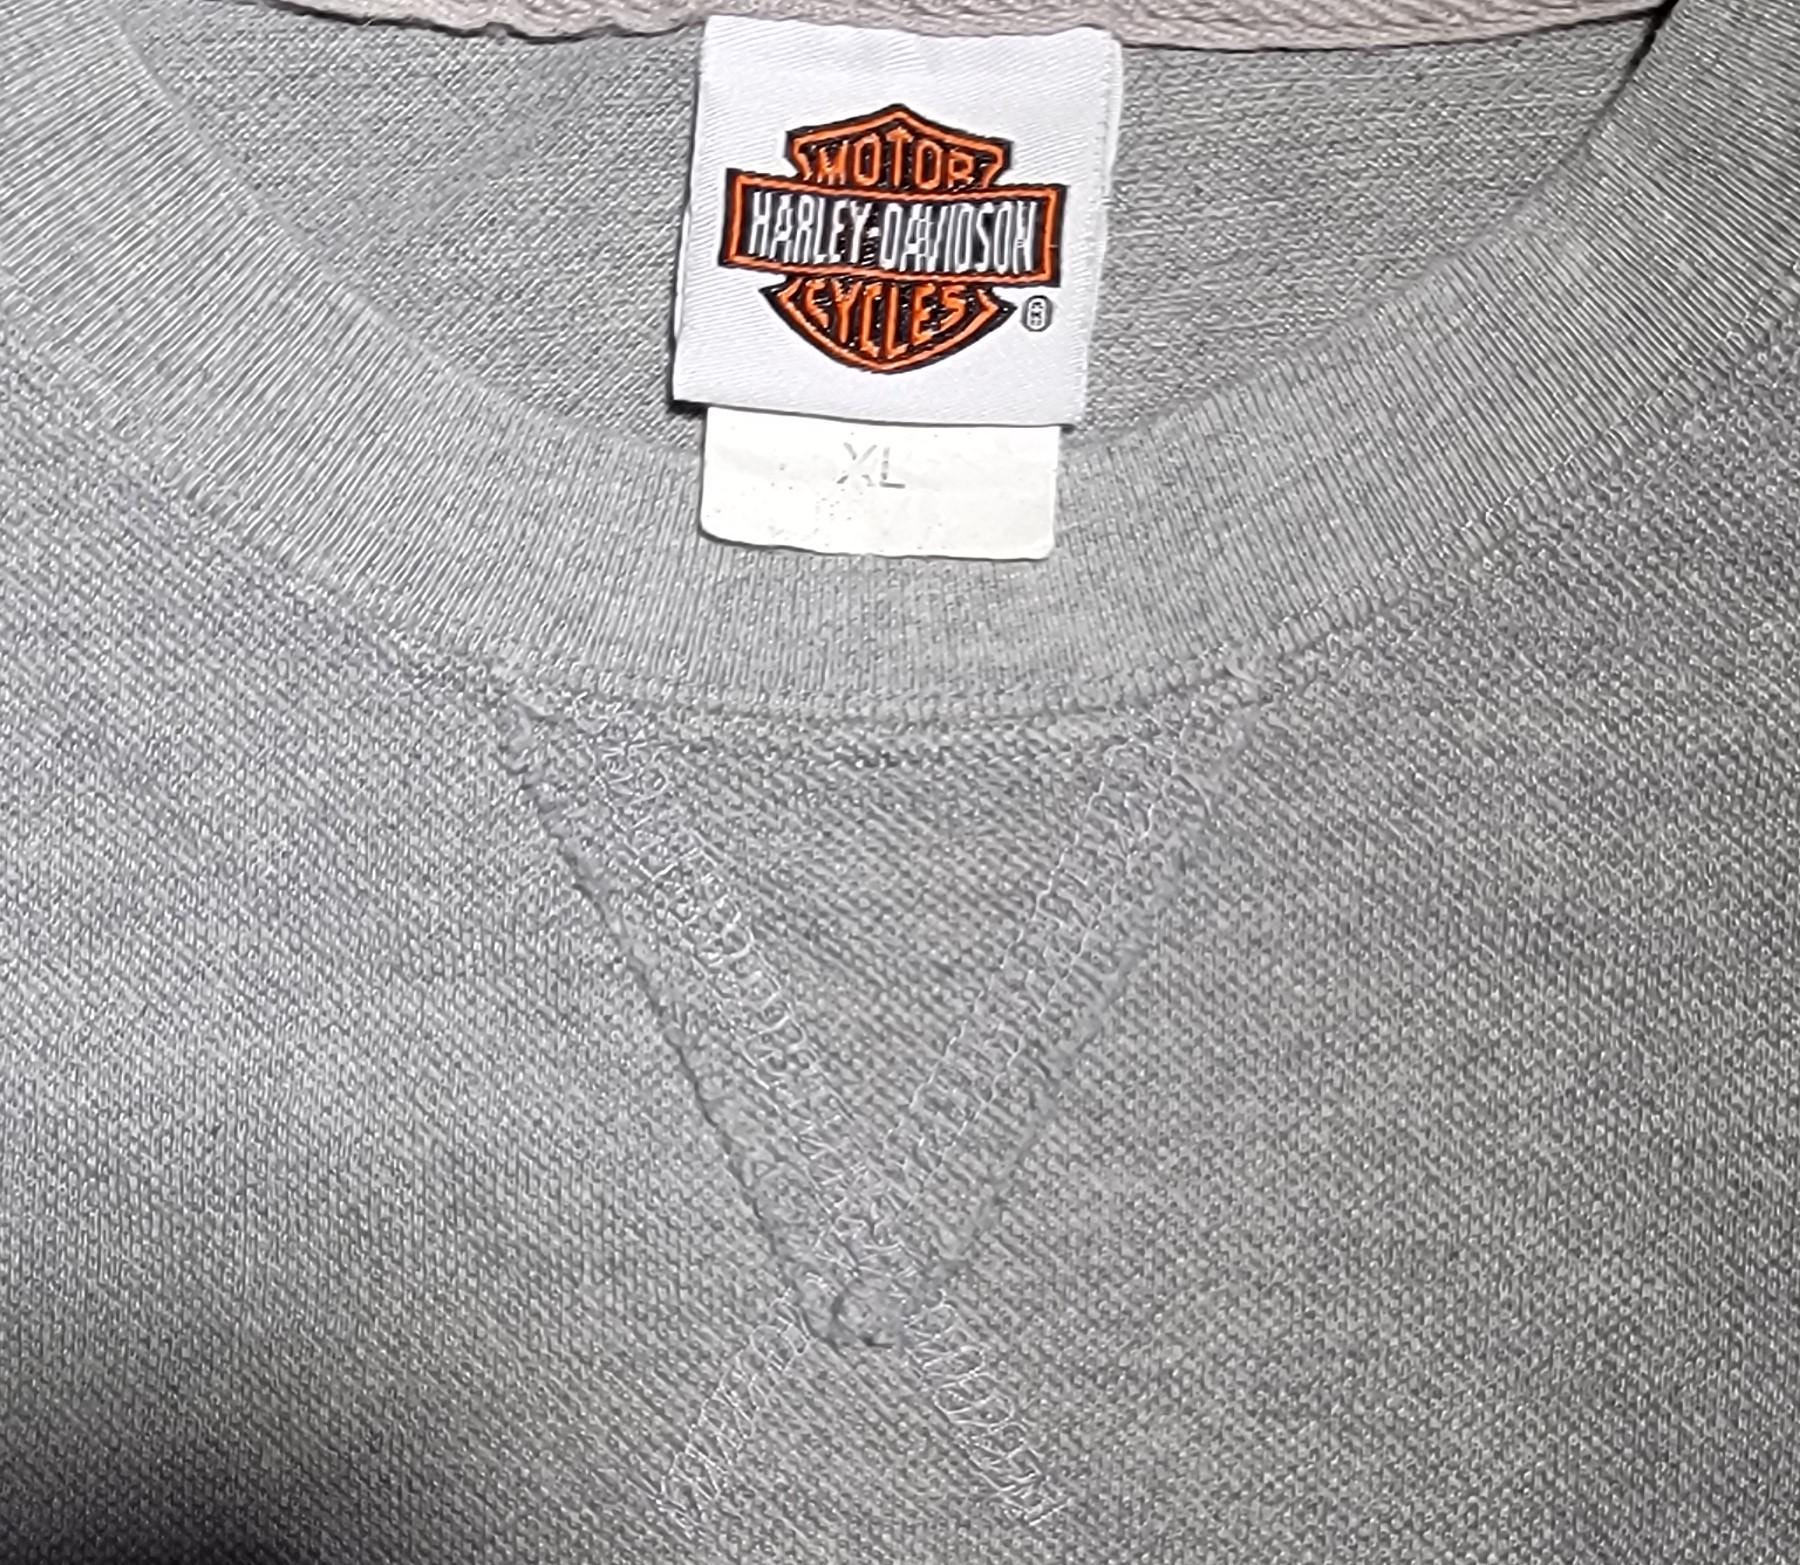 MOTOR
HARLEY-DAVIDSON
CYCLES
®
XL